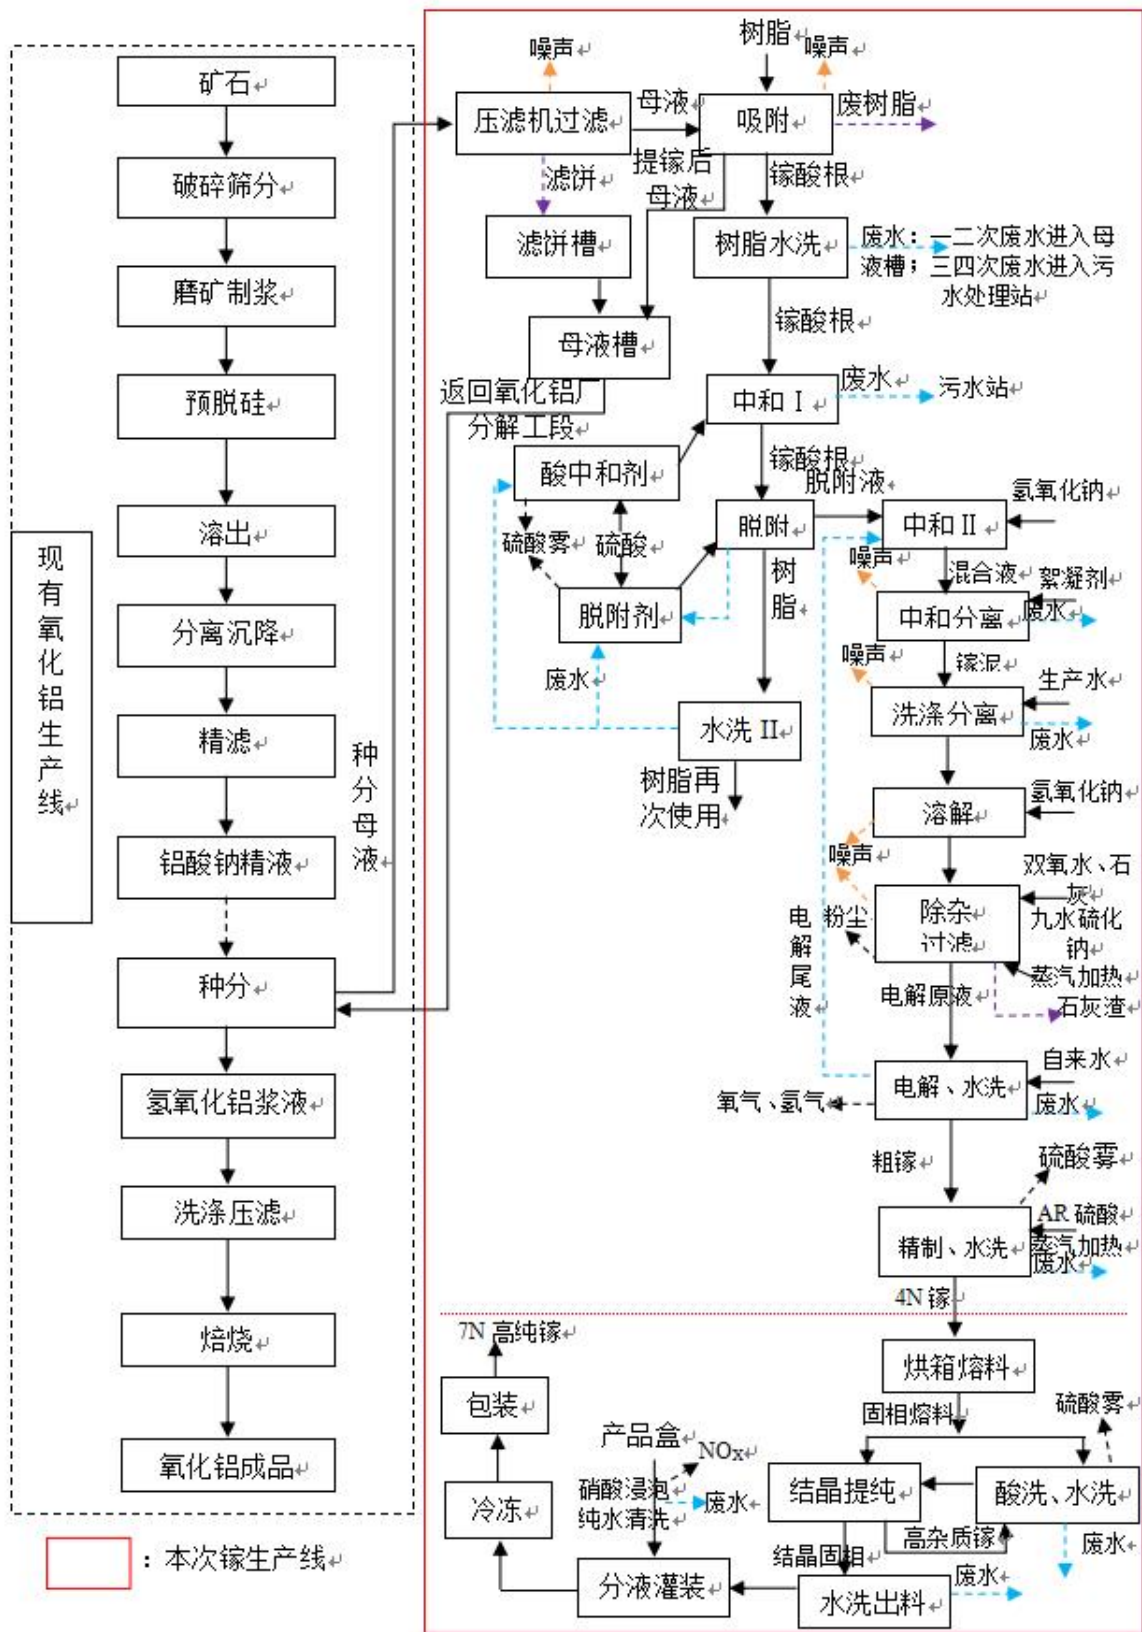 矿石
破碎筛分
磨矿制浆
预脱硅
溶出
分离沉降
精滤
铝酸钠精液
种分
氢氧化铝浆液
洗涤压滤
焙烧
氧化铝成品
现有氧化铝生产线
种分母液
：本次镓生产线
噪声
树脂
噪声
压滤机过滤
母液
吸附
废树脂
滤饼
提镓后
母液
镓酸根
滤饼槽
树脂水洗
废水：一二次废水进入母
液槽；三四次废水进入污
水处理站
母液槽
镓酸根
返回氧化铝厂
分解工段
中和 I
废水
污水站
酸中和剂
镓酸根
脱附液
氢氧化钠
硫酸雾
硫酸
脱附
中和 II
噪声
混合液
絮凝剂
脱附剂
树脂
中和分离
废水
噪声
镓泥
生产水
废水
水洗 II
洗涤分离
废水
树脂再
次使用
溶解
氢氧化钠
噪声
双氧水、石
灰
电解尾液
粉尘
除杂
过滤
九水硫化
钠
蒸汽加热
电解原液
石灰渣
自来水
电解、水洗
氧气、氢气
废水
粗镓
硫酸雾
AR 硫酸
精制、水洗
蒸汽加热
废水
4N 镓
7N 高纯镓
烘箱熔料
包装
固相熔料
硫酸雾
产品盒
NOx
冷冻
硝酸浸泡
纯水清洗
废水
结晶提纯
酸洗、水洗
高杂质镓
废水
结晶固相
分液灌装
水洗出料
废水